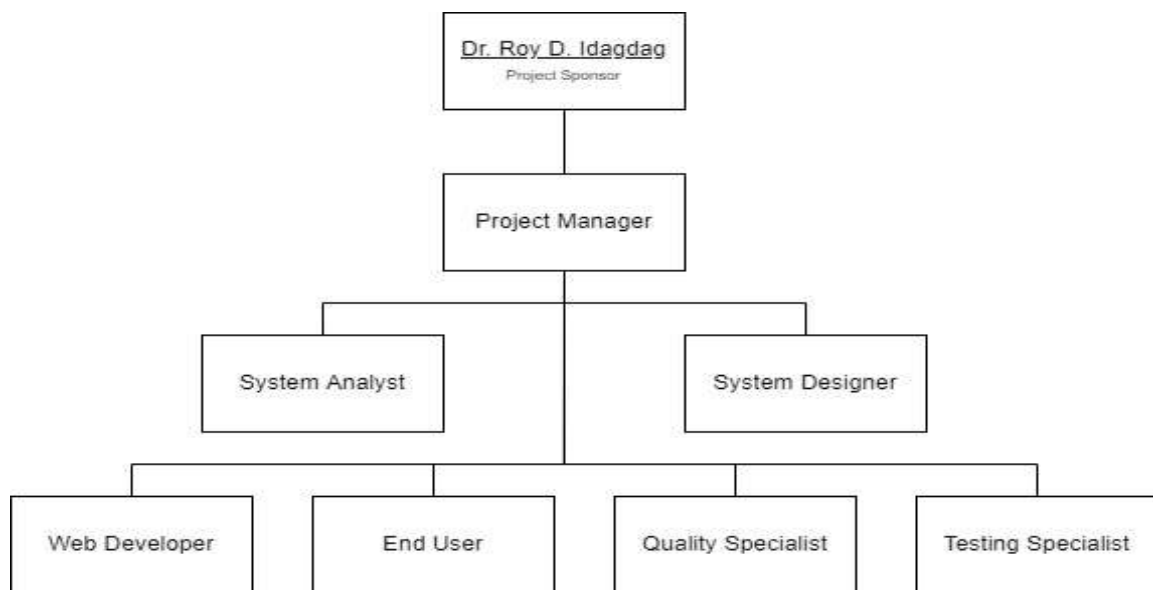 Dr. Roy D. Idagdag
Project Sponsor
Project Manager
System Analyst
System Designer
Web Developer
End User
Quality Specialist
Testing Specialist